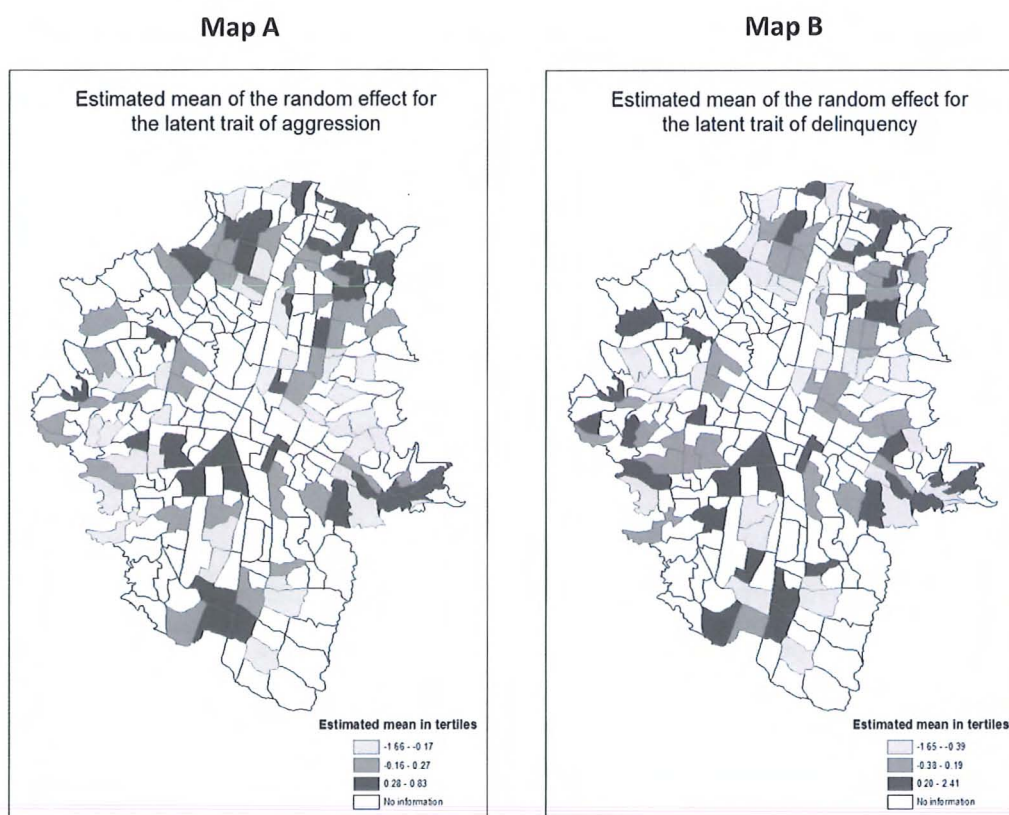 Map A
Map B
Estimated mean of the random effect for
the latent trait of aggression
Estimated mean of the random effect for
the latent trait of delinquency
Estimated mean in tertiles
-1.66 - -0.17
-0.16 - 0.27
0.28 - 0.83
No information
Estimated mean in tertiles
-1.65 - -0.39
-0.38 - 0.19
0.20 - 2.41
No information